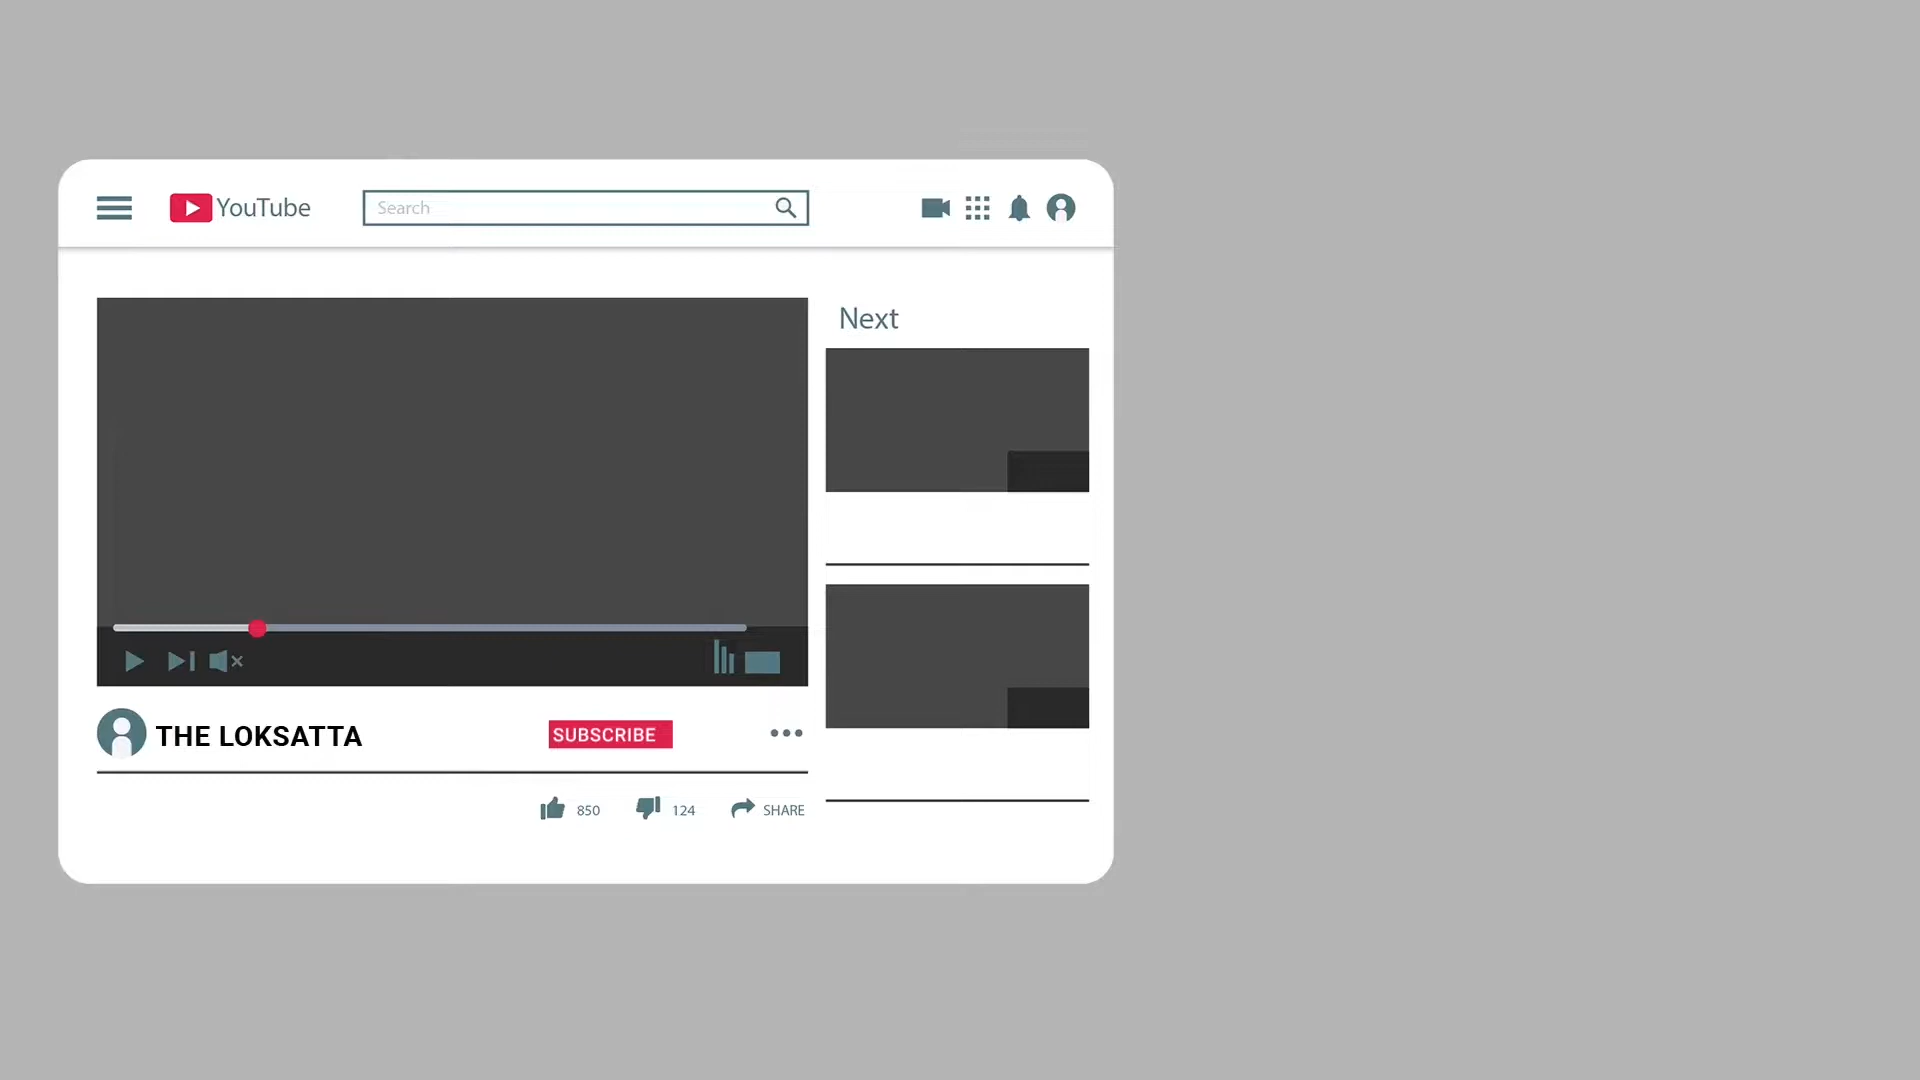 YouTube
Search
Next
THE LOKSATTA
SUBSCRIBE
850
124
SHARE